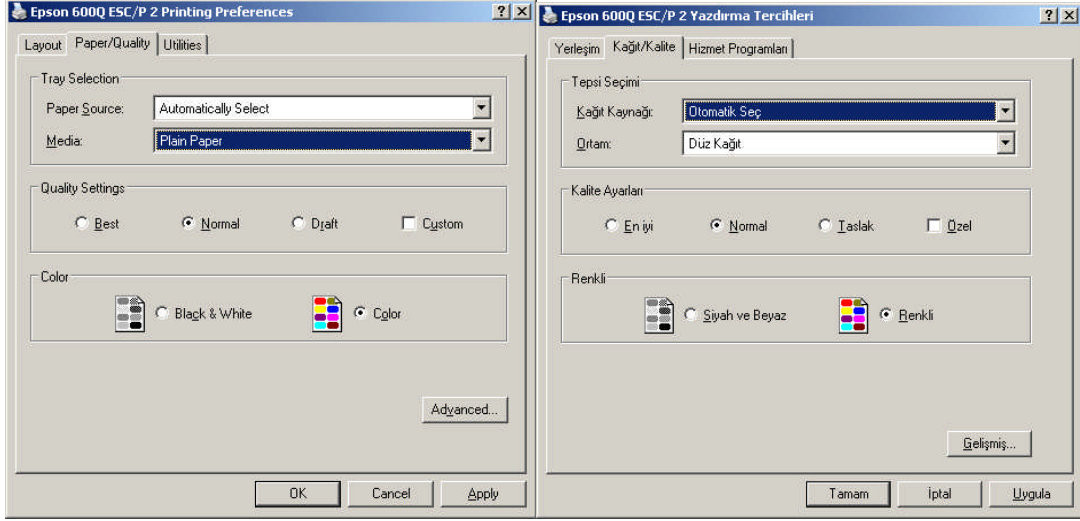 Epson 600Q ESC/P 2 Printing Preferences
Layout Paper/Quality Utilities
Tray Selection
Paper Source: Automatically Select
Media: Plain Paper
Quality Settings
Best Normal Draft Custom
Color
Black & White Color
Advanced...
OK Cancel Apply
Epson 600Q ESC/P 2 Yazdırma Tercihleri
Yerleşim Kağıt/Kalite Hizmet Programları
Tepsi Seçimi
Kağıt Kaynağı: Otomatik Seç
Ortam: Düz Kağıt
Kalite Ayarları
En iyi Normal Taslak Özel
Renkli
Siyah ve Beyaz Renkli
Gelişmiş...
Tamam İptal Uygula